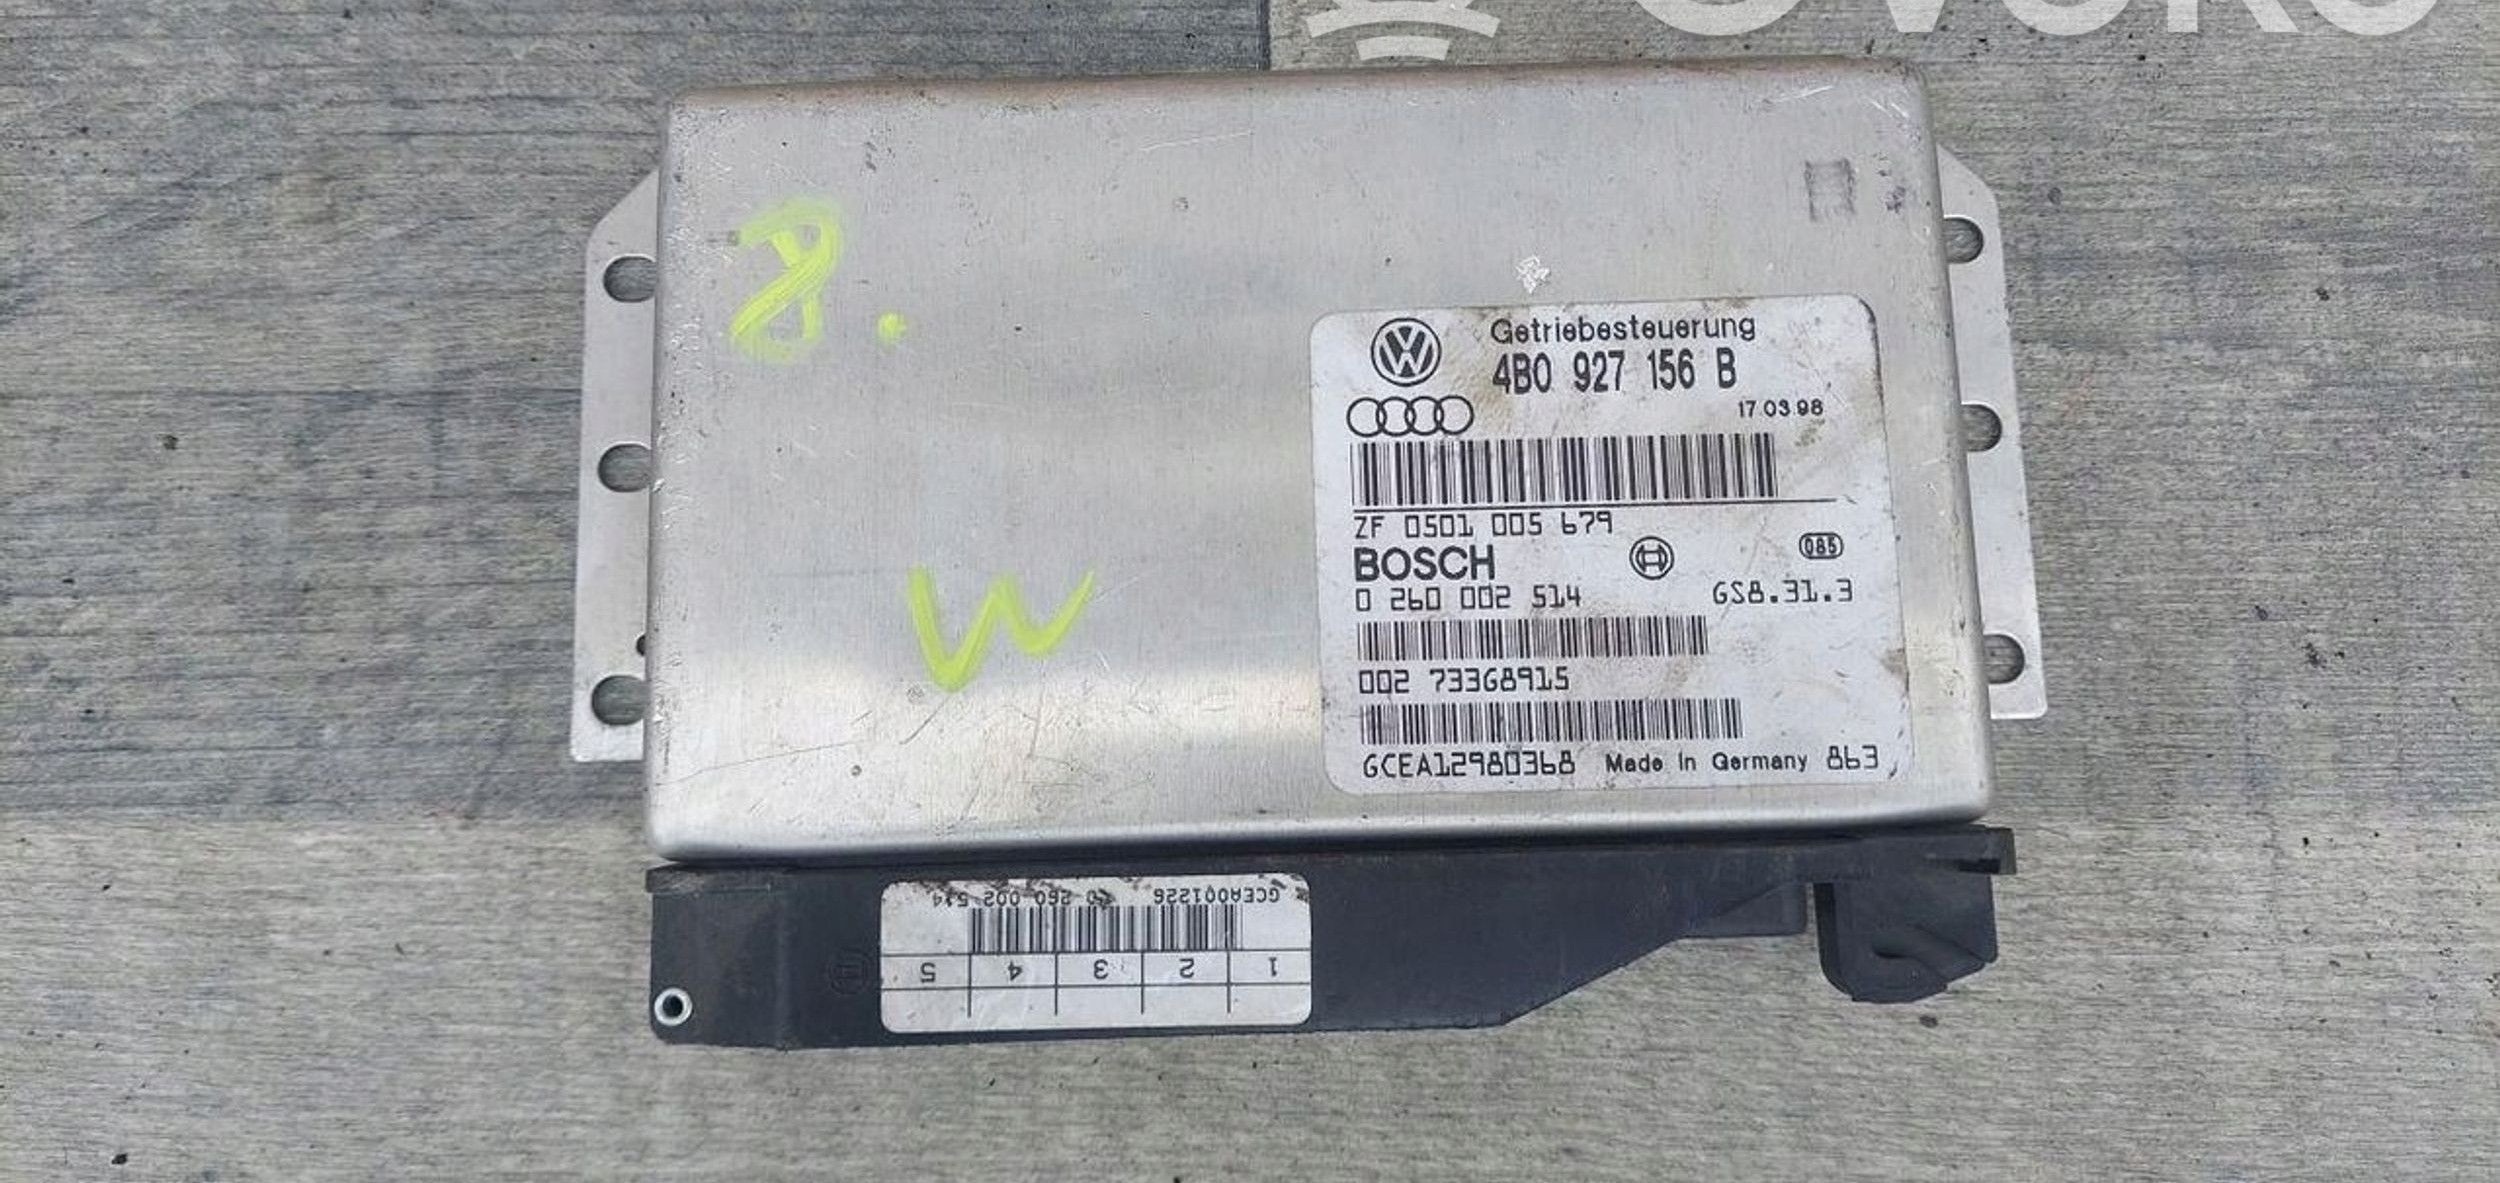 8.
W
Getriebesteuerung
4B0 927 156 B
17 03 98
ZF 0501 005 679
BOSCH
085
0 260 002 514 GS8.31.3
002 73368915
GCEA12980368 Made In Germany 863
GCEA001226 0 260 002 514
1 2 3 4 5